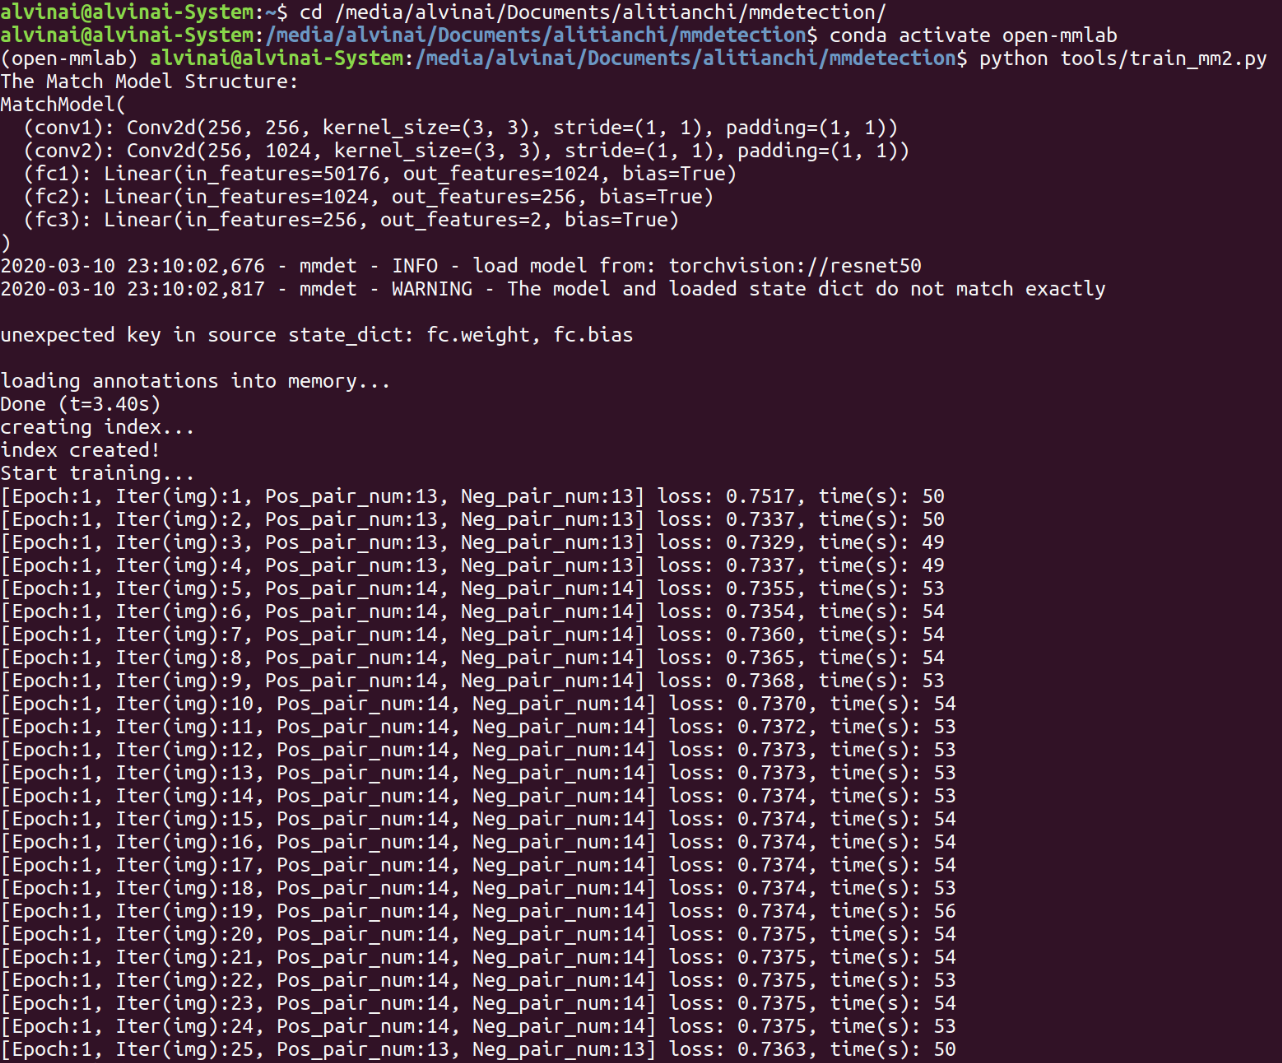 alvinai@alvinai-System:~$ cd /media/alvinai/Documents/alitianchi/mmdetection/
alvinai@alvinai-System:/media/alvinai/Documents/alitianchi/mmdetection$ conda activate open-mmlab
(open-mmlab) alvinai@alvinai-System:/media/alvinai/Documents/alitianchi/mmdetection$ python tools/train_mm2.py
The Match Model Structure:
MatchModel(
  (conv1): Conv2d(256, 256, kernel_size=(3, 3), stride=(1, 1), padding=(1, 1))
  (conv2): Conv2d(256, 1024, kernel_size=(3, 3), stride=(1, 1), padding=(1, 1))
  (fc1): Linear(in_features=50176, out_features=1024, bias=True)
  (fc2): Linear(in_features=1024, out_features=256, bias=True)
  (fc3): Linear(in_features=256, out_features=2, bias=True)
)
2020-03-10 23:10:02,676 - mmdet - INFO - load model from: torchvision://resnet50
2020-03-10 23:10:02,817 - mmdet - WARNING - The model and loaded state dict do not match exactly

unexpected key in source state_dict: fc.weight, fc.bias

loading annotations into memory...
Done (t=3.40s)
creating index...
index created!
Start training...
[Epoch:1, Iter(img):1, Pos_pair_num:13, Neg_pair_num:13] loss: 0.7517, time(s): 50
[Epoch:1, Iter(img):2, Pos_pair_num:13, Neg_pair_num:13] loss: 0.7337, time(s): 50
[Epoch:1, Iter(img):3, Pos_pair_num:13, Neg_pair_num:13] loss: 0.7329, time(s): 49
[Epoch:1, Iter(img):4, Pos_pair_num:13, Neg_pair_num:13] loss: 0.7337, time(s): 49
[Epoch:1, Iter(img):5, Pos_pair_num:14, Neg_pair_num:14] loss: 0.7355, time(s): 53
[Epoch:1, Iter(img):6, Pos_pair_num:14, Neg_pair_num:14] loss: 0.7354, time(s): 54
[Epoch:1, Iter(img):7, Pos_pair_num:14, Neg_pair_num:14] loss: 0.7360, time(s): 54
[Epoch:1, Iter(img):8, Pos_pair_num:14, Neg_pair_num:14] loss: 0.7365, time(s): 54
[Epoch:1, Iter(img):9, Pos_pair_num:14, Neg_pair_num:14] loss: 0.7368, time(s): 53
[Epoch:1, Iter(img):10, Pos_pair_num:14, Neg_pair_num:14] loss: 0.7370, time(s): 54
[Epoch:1, Iter(img):11, Pos_pair_num:14, Neg_pair_num:14] loss: 0.7372, time(s): 53
[Epoch:1, Iter(img):12, Pos_pair_num:14, Neg_pair_num:14] loss: 0.7373, time(s): 53
[Epoch:1, Iter(img):13, Pos_pair_num:14, Neg_pair_num:14] loss: 0.7373, time(s): 53
[Epoch:1, Iter(img):14, Pos_pair_num:14, Neg_pair_num:14] loss: 0.7374, time(s): 53
[Epoch:1, Iter(img):15, Pos_pair_num:14, Neg_pair_num:14] loss: 0.7374, time(s): 54
[Epoch:1, Iter(img):16, Pos_pair_num:14, Neg_pair_num:14] loss: 0.7374, time(s): 54
[Epoch:1, Iter(img):17, Pos_pair_num:14, Neg_pair_num:14] loss: 0.7374, time(s): 54
[Epoch:1, Iter(img):18, Pos_pair_num:14, Neg_pair_num:14] loss: 0.7374, time(s): 53
[Epoch:1, Iter(img):19, Pos_pair_num:14, Neg_pair_num:14] loss: 0.7374, time(s): 56
[Epoch:1, Iter(img):20, Pos_pair_num:14, Neg_pair_num:14] loss: 0.7375, time(s): 54
[Epoch:1, Iter(img):21, Pos_pair_num:14, Neg_pair_num:14] loss: 0.7375, time(s): 54
[Epoch:1, Iter(img):22, Pos_pair_num:14, Neg_pair_num:14] loss: 0.7375, time(s): 53
[Epoch:1, Iter(img):23, Pos_pair_num:14, Neg_pair_num:14] loss: 0.7375, time(s): 54
[Epoch:1, Iter(img):24, Pos_pair_num:14, Neg_pair_num:14] loss: 0.7375, time(s): 53
[Epoch:1, Iter(img):25, Pos_pair_num:13, Neg_pair_num:13] loss: 0.7363, time(s): 50